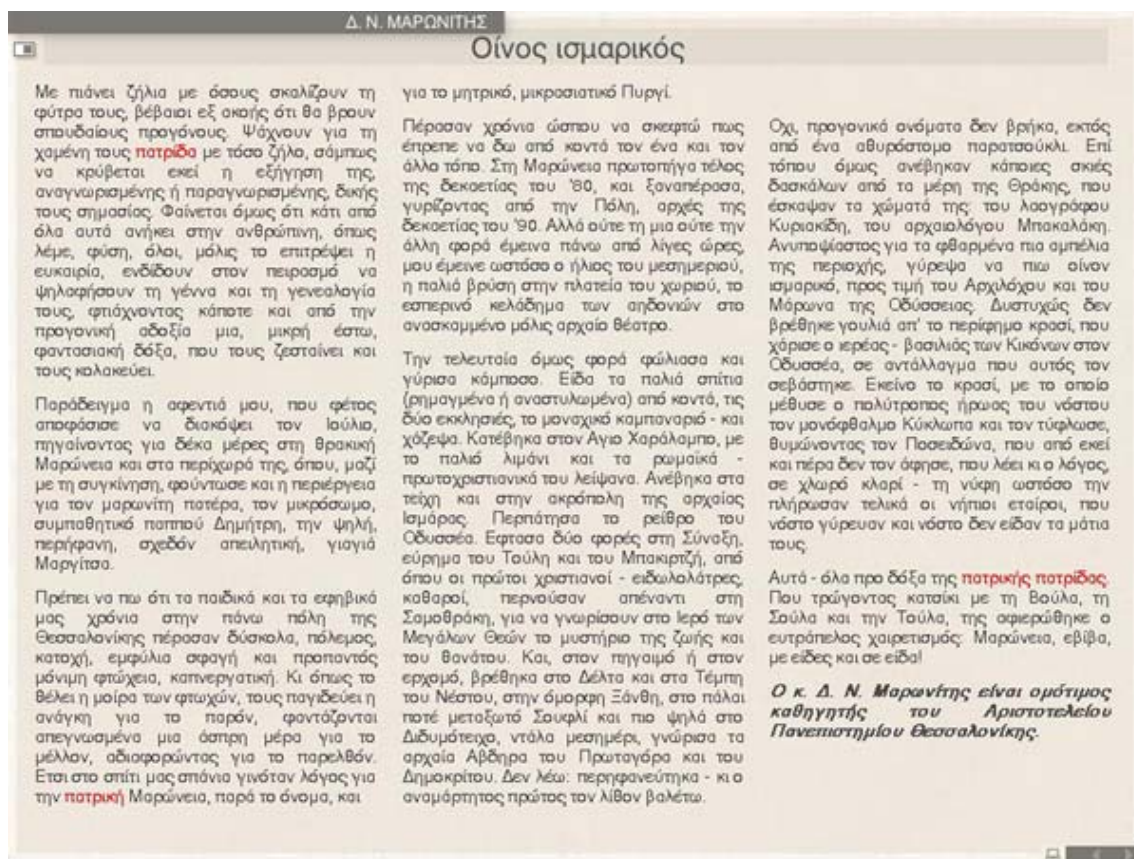 Δ. Ν. ΜΑΡΩΝΙΤΗΣ
Οίνος ισμαρικός
Με πιάνει ζήλια με όσους σκαλίζουν τη
φύτρα τους, βέβαιοι εξ ακοής ότι θα βρουν
σπουδαίους προγόνους. Ψάχνουν για τη
χαμένη τους πατρίδα με τόσο ζήλο, σάμπως
να κρύβεται εκεί η εξήγηση της,
αναγνωρισμένης ή παραγνωρισμένης, δικής
τους σημασίας. Φαίνεται όμως ότι κάτι από
όλα αυτά ανήκει στην ανθρώπινη, όπως
λέμε, φύση, όλοι, μόλις το επιτρέψει η
ευκαιρία, ενδίδουν στον πειρασμό να
ψηλαφήσουν τη γέννα και τη γενεαλογία
τους, φτιάχνοντας κάποτε και από την
προγονική αδοξία μια, μικρή έστω,
φαντασιακή δόξα, που τους ζεσταίνει και
τους κολακεύει.
Παράδειγμα η αφεντιά μου, που φέτος
αποφάσισε να διακόψει τον Ιούλιο,
πηγαίνοντας για δέκα μέρες στη θρακική
Μαρώνεια και στα περίχωρά της, όπου, μαζί
με τη συγκίνηση, φούντωσε και η περιέργεια
για τον μαρωνίτη πατέρα, τον μικρόσωμο,
συμπαθητικό παππού Δημήτρη, την ψηλή,
περήφανη, σχεδόν απειλητική, γιαγιά
Μαργίτσα.
Πρέπει να πω ότι τα παιδικά και τα εφηβικά
μας χρόνια στην πάνω πόλη της
Θεσσαλονίκης πέρασαν δύσκολα, πόλεμος,
κατοχή, εμφύλια σφαγή και προπαντός
μόνιμη φτώχεια, καπνεργατική. Κι όπως το
θέλει η μοίρα των φτωχών, τους παγιδεύει η
ανάγκη για το παρόν, φαντάζονται
απεγνωσμένα μια άσπρη μέρα για το
μέλλον, αδιαφορώντας για το παρελθόν.
Ετσι στο σπίτι μας σπάνια γινόταν λόγος για
την πατρική Μαρώνεια, παρά το όνομα, και
για το μητρικό, μικρασιατικό Πυργί.
Πέρασαν χρόνια ώσπου να σκεφτώ πως
έπρεπε να δω από κοντά τον ένα και τον
άλλο τόπο. Στη Μαρώνεια πρωτοπήγα τέλος
της δεκαετίας του '80, και ξαναπέρασα,
γυρίζοντας από την Πόλη, αρχές της
δεκαετίας του '90. Αλλά ούτε τη μια ούτε την
άλλη φορά έμεινα πάνω από λίγες ώρες,
μου έμεινε ωστόσο ο ήλιος του μεσημεριού,
η παλιά βρύση στην πλατεία του χωριού, το
εσπερινό κελάδημα των αηδονιών στο
ανασκαμμένο μόλις αρχαίο θέατρο.
Την τελευταία όμως φορά φώλιασα και
γύρισα κάμποσο. Είδα τα παλιά σπίτια
(ρημαγμένα ή αναστυλωμένα) από κοντά, τις
δύο εκκλησιές, το μοναχικό καμπαναριό - και
χάζεψα. Κατέβηκα στον Αγιο Χαράλαμπο, με
το παλιό λιμάνι και τα ρωμαϊκά -
πρωτοχριστιανικά του λείψανα. Ανέβηκα στα
τείχη και στην ακρόπολη της αρχαίας
Ισμάρας. Περπάτησα το ρείθρο του
Οδυσσέα. Εφτασα δύο φορές στη Σύναξη,
εύρημα του Τούλη και του Μπακιρτζή, από
όπου οι πρώτοι χριστιανοί - ειδωλολάτρες,
καθαροί, περνούσαν απέναντι στη
Σαμοθράκη, για να γνωρίσουν στο Ιερό των
Μεγάλων Θεών το μυστήριο της ζωής και
του θανάτου. Και, στον πηγαιμό ή στον
ερχομό, βρέθηκα στο Δέλτα και στα Τέμπη
του Νέστου, στην όμορφη Ξάνθη, στο πάλαι
ποτέ μεταξωτό Σουφλί και πιο ψηλά στο
Διδυμότειχο, ντάλα μεσημέρι, γνώρισα τα
αρχαία Αβδηρα του Πρωταγόρα και του
Δημοκρίτου. Δεν λέω: περηφανεύτηκα - κι ο
αναμάρτητος πρώτος τον λίθον βαλέτω.
Οχι, προγονικά ονόματα δεν βρήκα, εκτός
από ένα αθυρόστομο παρατσούκλι. Επί
τόπου όμως ανέβηκαν κάποιες σκιές
δασκάλων από τα μέρη της Θράκης, που
έσκαψαν τα χώματά της: του λαογράφου
Κυριακίδη, του αρχαιολόγου Μπακαλάκη.
Ανυποψίαστος για τα φθαρμένα πια αμπέλια
της περιοχής, γύρεψα να πιω οίνον
ισμαρικό, προς τιμή του Αρχιλόχου και του
Μάρωνα της Οδύσσειας. Δυστυχώς δεν
βρέθηκε γουλιά απ' το περίφημο κρασί, που
χάρισε ο ιερέας - βασιλιάς των Κικόνων στον
Οδυσσέα, σε αντάλλαγμα που αυτός τον
σεβάστηκε. Εκείνο το κρασί, με το οποίο
μέθυσε ο πολύτροπος ήρωας του νόστου
τον μονόφθαλμο Κύκλωπα και τον τύφλωσε,
θυμώνοντας τον Ποσειδώνα, που από εκεί
και πέρα δεν τον άφησε, που λέει κι ο λόγος,
σε χλωρό κλαρί - τη νύφη ωστόσο την
πλήρωσαν τελικά οι νήπιοι εταίροι, που
νόστο γύρευαν και νόστο δεν είδαν τα μάτια
τους.
Αυτά - όλα προ δόξα της πατρικής πατρίδας.
Που τρώγοντας κατσίκι με τη Βούλα, τη
Σούλα και την Τούλα, της αφιερώθηκε ο
ευτράπελος χαιρετισμός: Μαρώνεια, εβίβα,
με είδες και σε είδα!
Ο κ. Δ. Ν. Μαρωνίτης είναι ομότιμος
καθηγητής του Αριστοτελείου
Πανεπιστημίου Θεσσαλονίκης.